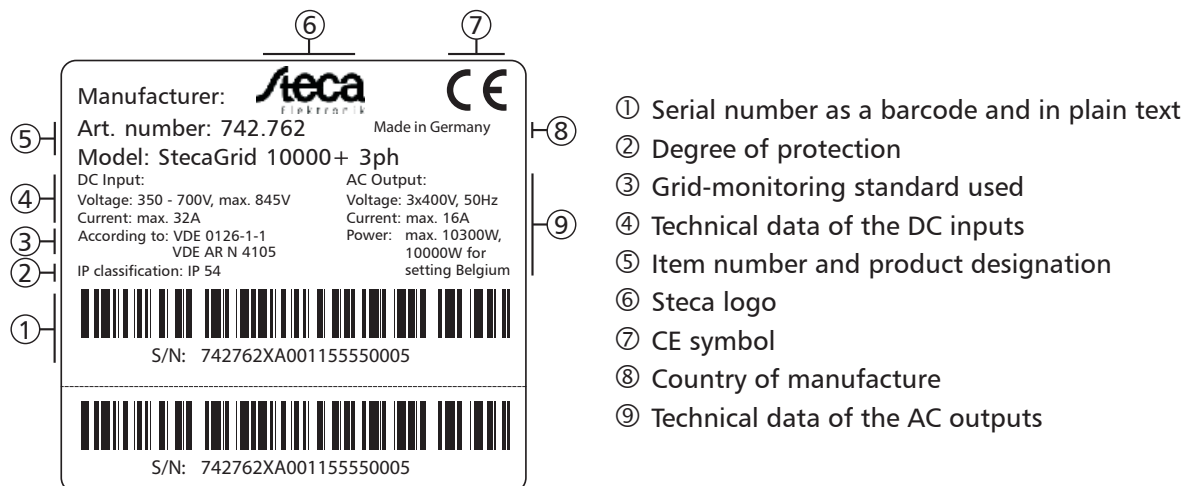 ⑥ ⑦
Manufacturer: Steca
Elektronik
CE
⑤ Art. number: 742.762 Made in Germany ⑧
Model: StecaGrid 10000+ 3ph
DC Input: AC Output:
④ Voltage: 350 - 700V, max. 845V Voltage: 3x400V, 50Hz
Current: max. 32A Current: max. 16A ⑨
③ According to: VDE 0126-1-1 Power: max. 10300W,
VDE AR N 4105 10000W for
② IP classification: IP 54 setting Belgium
①
S/N: 742762XA001155550005
S/N: 742762XA001155550005
① Serial number as a barcode and in plain text
② Degree of protection
③ Grid-monitoring standard used
④ Technical data of the DC inputs
⑤ Item number and product designation
⑥ Steca logo
⑦ CE symbol
⑧ Country of manufacture
⑨ Technical data of the AC outputs